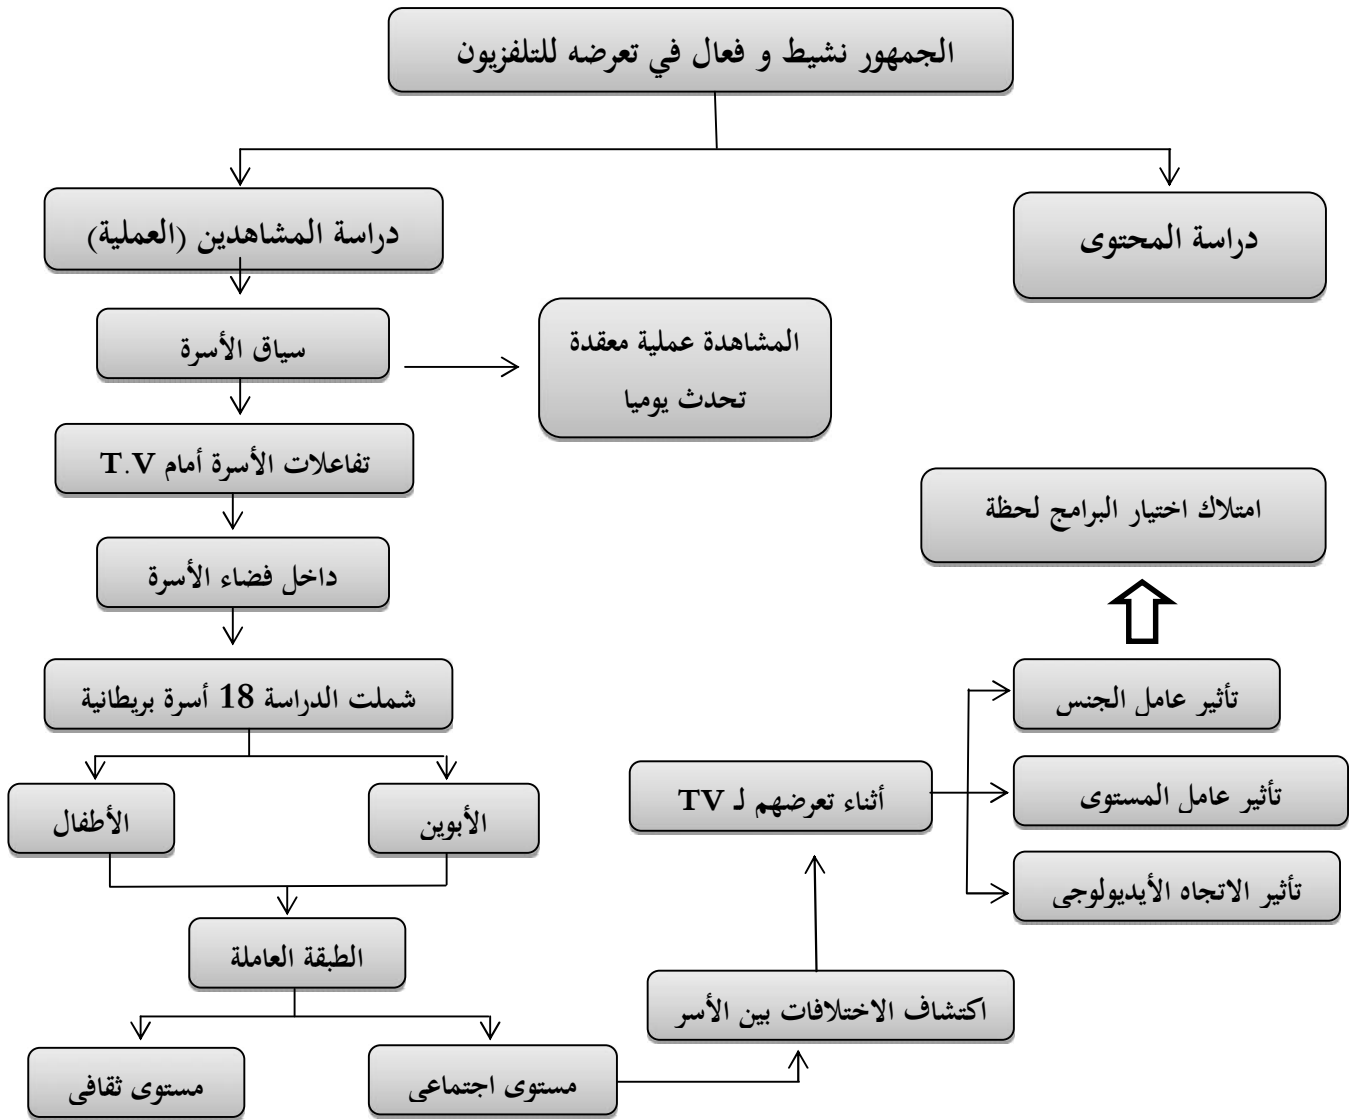 الجمهور نشيط و فعال في تعرضه للتلفزيون
دراسة المحتوى
دراسة المشاهدين (العملية)
سياق الأسرة
المشاهدة عملية معقدة
تحدث يوميا
تفاعلات الأسرة أمام T.V
امتلاك اختيار البرامج لحظة
داخل فضاء الأسرة
شملت الدراسة 18 أسرة بريطانية
تأثير عامل الجنس
الأبوين
الأطفال
أثناء تعرضهم لـ TV
تأثير عامل المستوى
تأثير الاتجاه الأيديولوجي
الطبقة العاملة
اكتشاف الاختلافات بين الأسر
مستوى اجتماعي
مستوى ثقافي